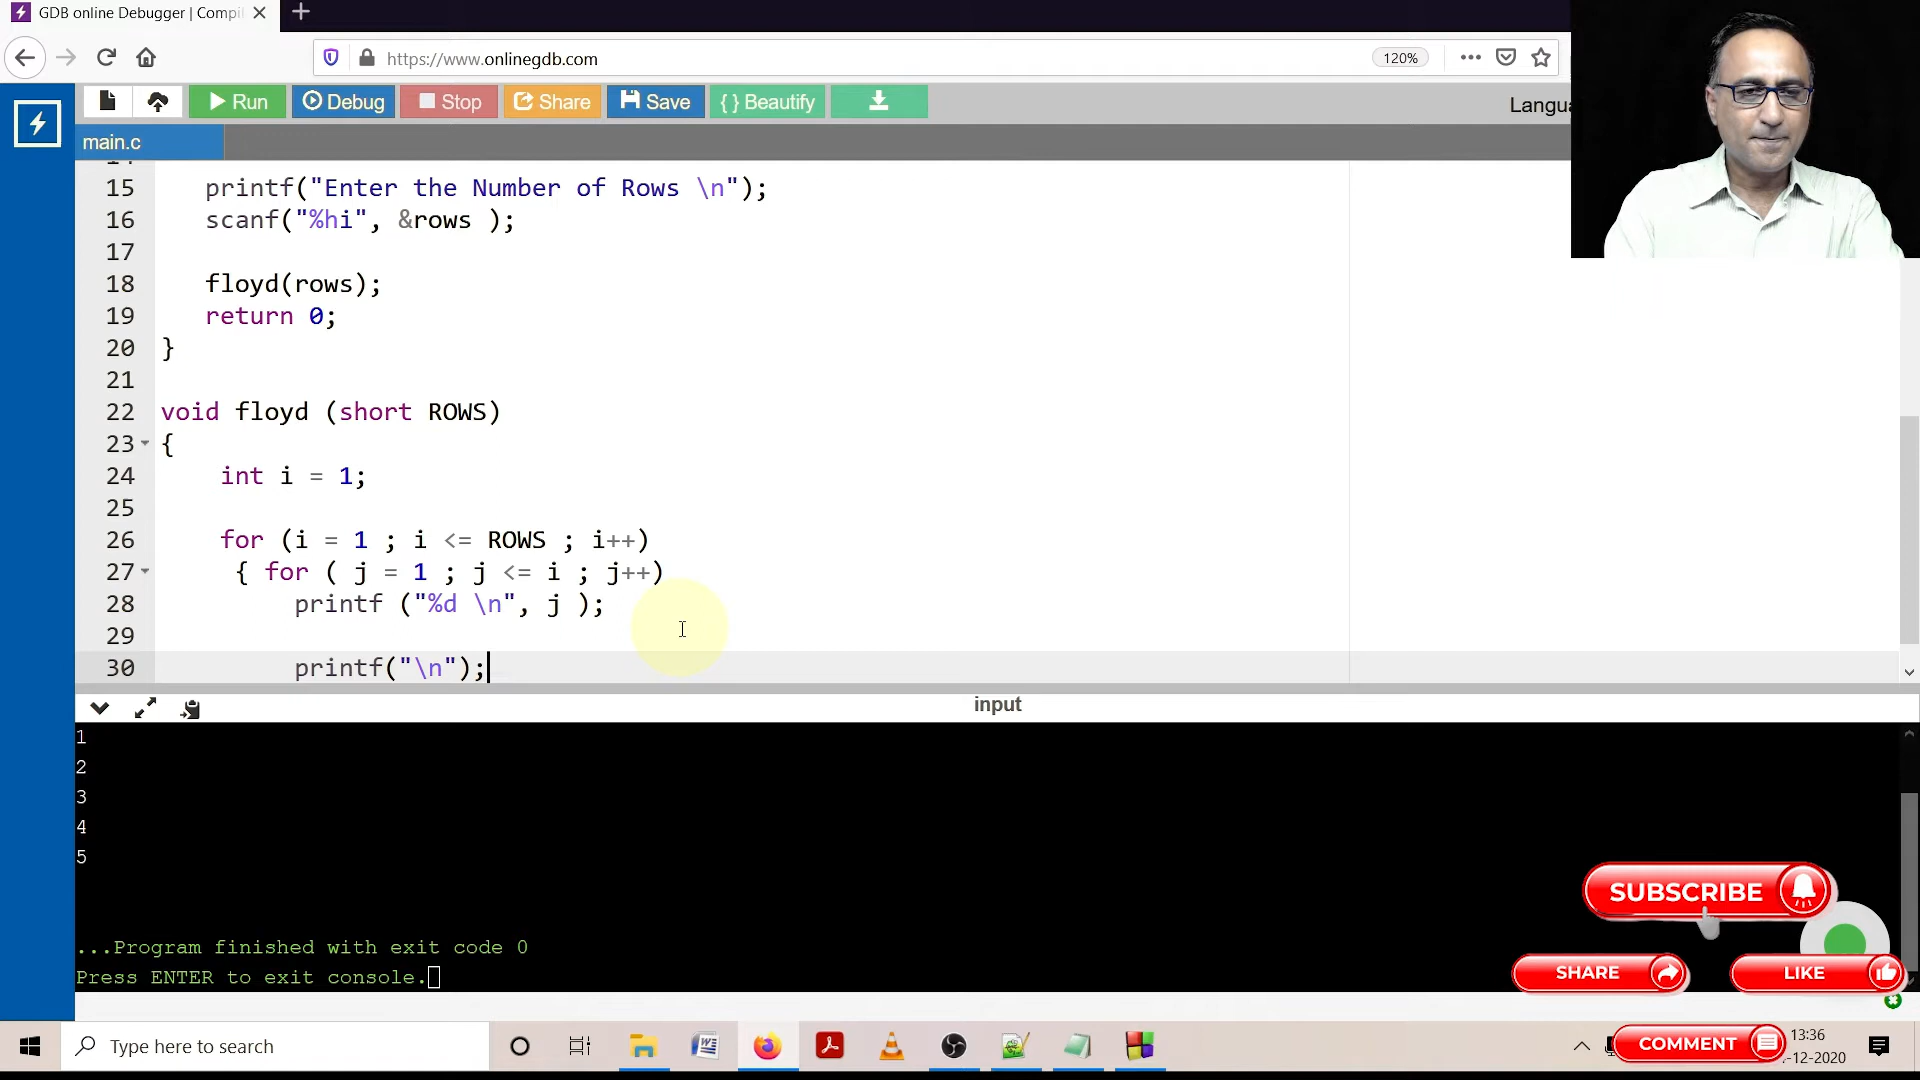 GDB online Debugger | Compil
https://www.onlinegdb.com
120%
Run
Debug
Stop
Share
Save
{ } Beautify
Langua
main.c
15 printf("Enter the Number of Rows \n");
16 scanf("%hi", &rows );
17
18 floyd(rows);
19 return 0;
20 }
21
22 void floyd (short ROWS)
23 {
24 int i = 1;
25
26 for (i = 1 ; i <= ROWS ; i++)
27 { for ( j = 1 ; j <= i ; j++)
28 printf ("%d \n", j );
29
30 printf("\n");
input
1
2
3
4
5
...Program finished with exit code 0
Press ENTER to exit console.
SUBSCRIBE
SHARE
LIKE
COMMENT
Type here to search
13:36
-12-2020